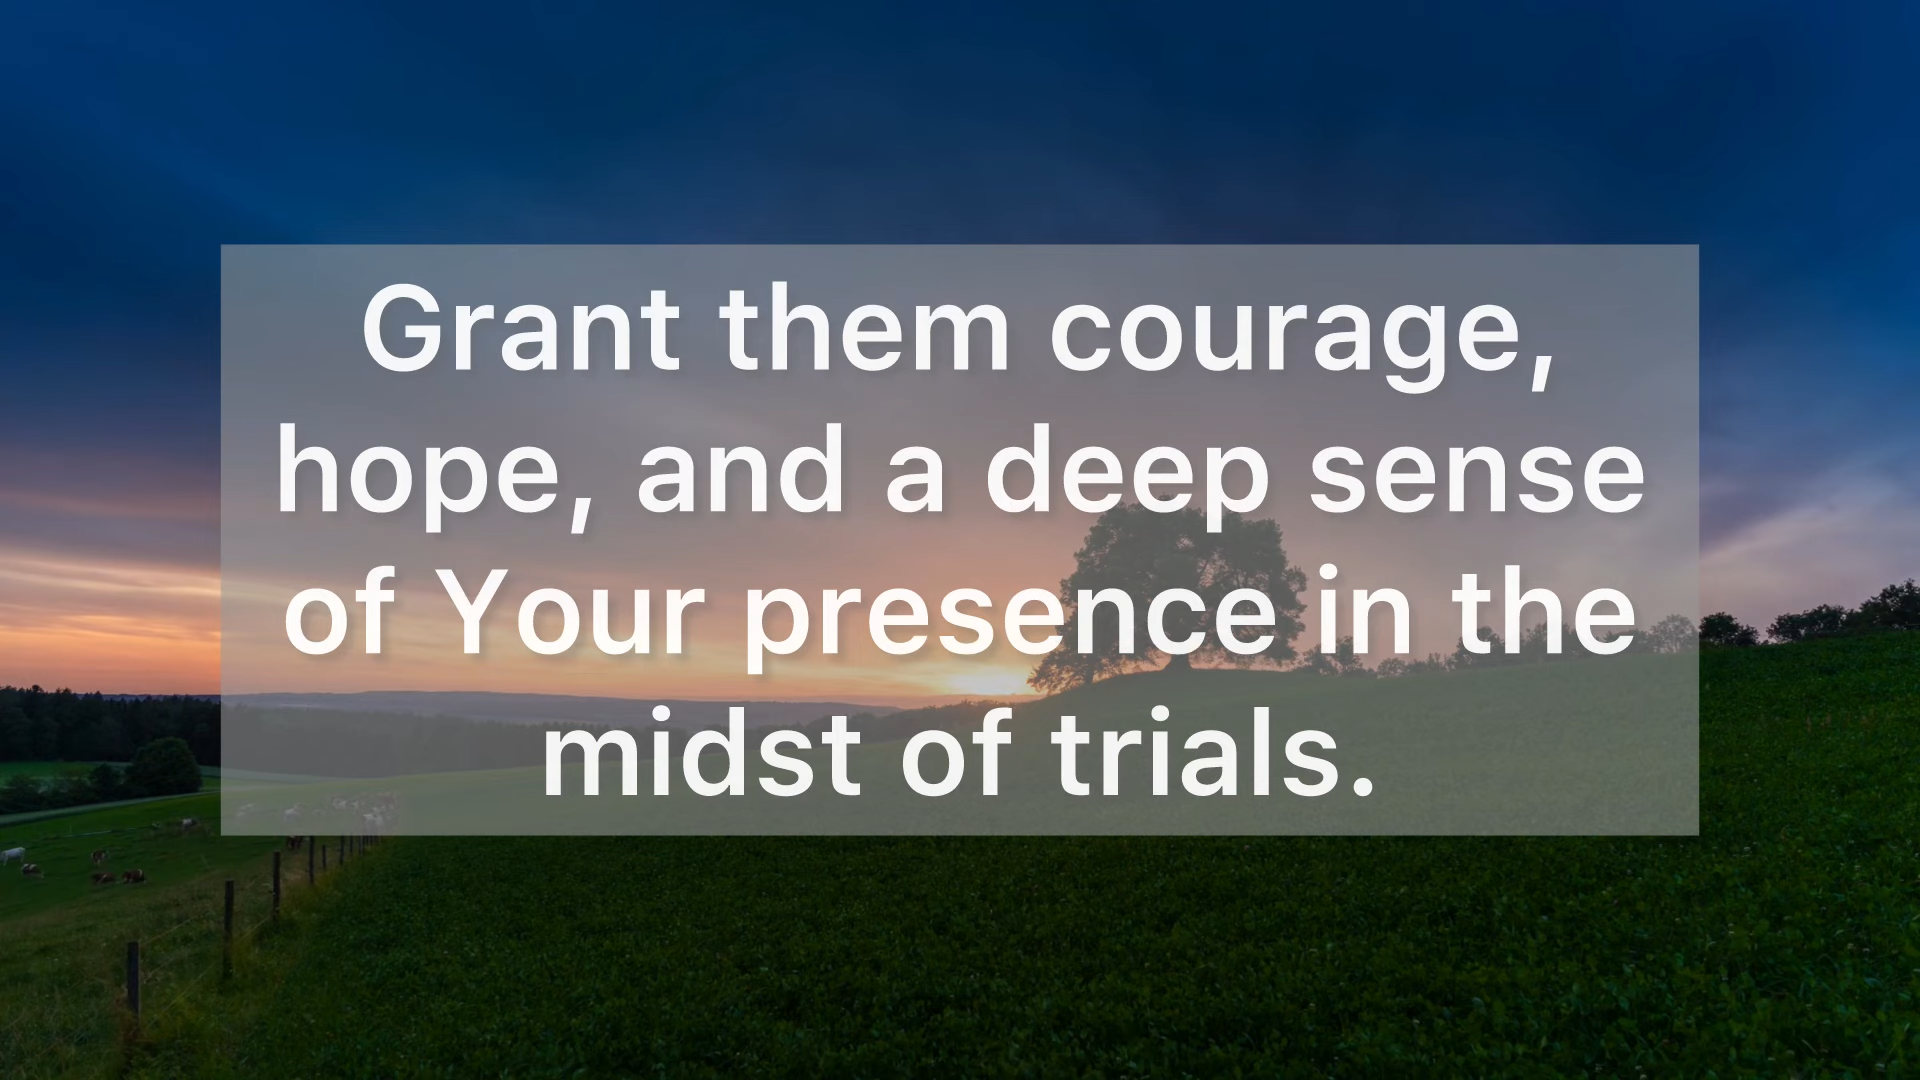 Grant them courage,
hope, and a deep sense
of Your presence in the
midst of trials.